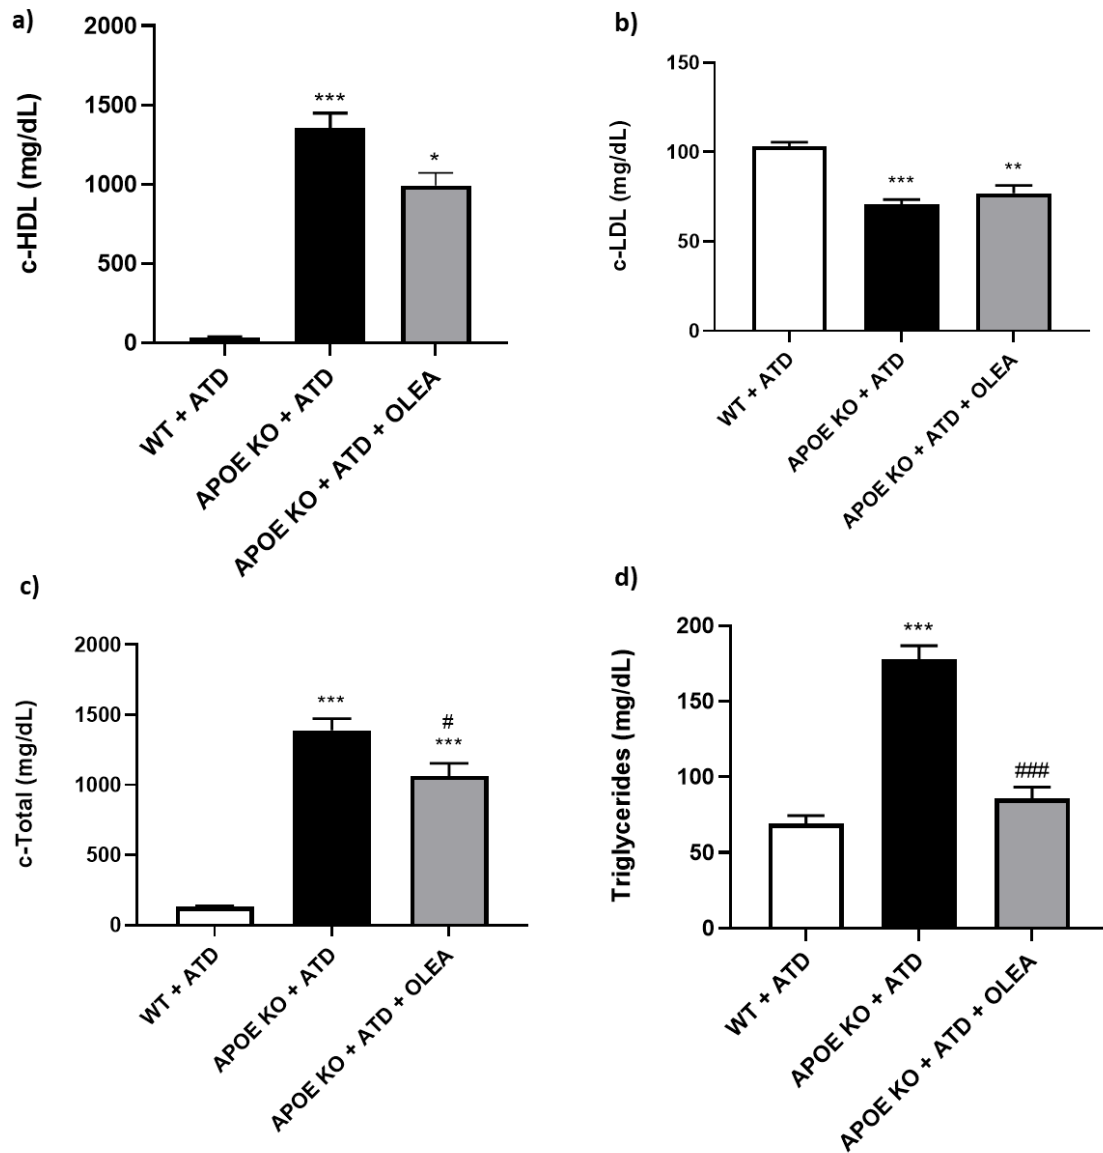 a)
c-HDL (mg/dL)
2000
1500
1000
500
0
***
*
WT + ATD
APOE KO + ATD
APOE KO + ATD + OLEA
b)
c-LDL (mg/dL)
150
100
50
0
***
**
WT + ATD
APOE KO + ATD
APOE KO + ATD + OLEA
c)
c-Total (mg/dL)
2000
1500
1000
500
0
***
#
***
WT + ATD
APOE KO + ATD
APOE KO + ATD + OLEA
d)
Triglycerides (mg/dL)
200
150
100
50
0
***
###
WT + ATD
APOE KO + ATD
APOE KO + ATD + OLEA